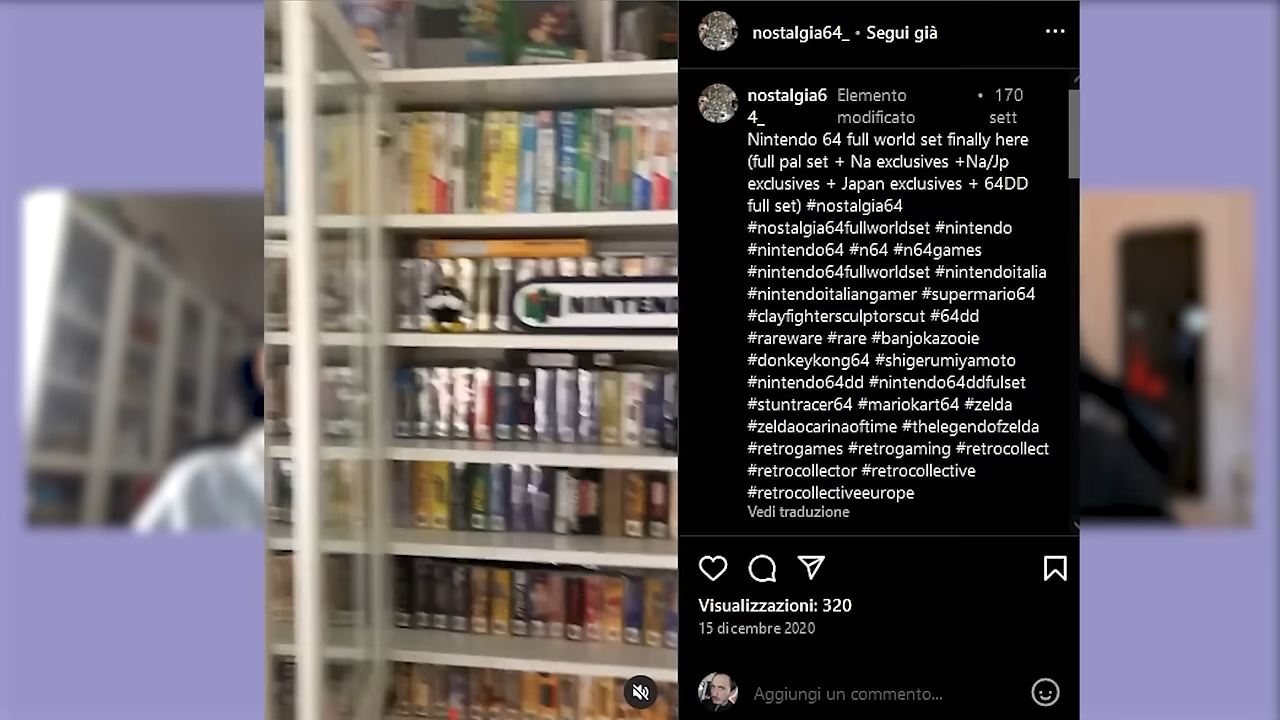 nostalgia64_ • Segui già
nostalgia6 Elemento • 170
4_ modificato sett
Nintendo 64 full world set finally here
(full pal set + Na exclusives +Na/Jp
exclusives + Japan exclusives + 64DD
full set) #nostalgia64
#nostalgia64fullworldset #nintendo
#nintendo64 #n64 #n64games
#nintendo64fullworldset #nintendoitalia
#nintendoitaliangamer #supermario64
#clayfightersculptorscut #64dd
#rareware #rare #banjokazooie
#donkeykong64 #shigerumiyamoto
#nintendo64dd #nintendo64ddfulset
#stuntracer64 #mariokart64 #zelda
#zeldaocarinaoftime #thelegendofzelda
#retrogames #retrogaming #retrocollect
#retrocollector #retrocollective
#retrocollectiveeurope
Vedi traduzione
Visualizzazioni: 320
15 dicembre 2020
Aggiungi un commento...